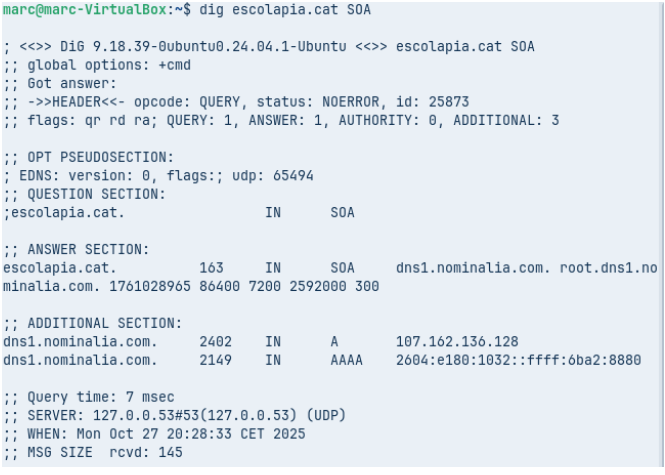 marc@marc-VirtualBox:~$ dig escolapia.cat SOA
; <<>> DiG 9.18.39-0ubuntu0.24.04.1-Ubuntu <<>> escolapia.cat SOA
;; global options: +cmd
;; Got answer:
;; ->>HEADER<<- opcode: QUERY, status: NOERROR, id: 25873
;; flags: qr rd ra; QUERY: 1, ANSWER: 1, AUTHORITY: 0, ADDITIONAL: 3
;; OPT PSEUDOSECTION:
; EDNS: version: 0, flags:; udp: 65494
;; QUESTION SECTION:
;escolapia.cat. IN SOA
;; ANSWER SECTION:
escolapia.cat. 163 IN SOA dns1.nominalia.com. root.dns1.no
minalia.com. 1761028965 86400 7200 2592000 300
;; ADDITIONAL SECTION:
dns1.nominalia.com. 2402 IN A 107.162.136.128
dns1.nominalia.com. 2149 IN AAAA 2604:e180:1032::ffff:6ba2:8880
;; Query time: 7 msec
;; SERVER: 127.0.0.53#53(127.0.0.53) (UDP)
;; WHEN: Mon Oct 27 20:28:33 CET 2025
;; MSG SIZE rcvd: 145